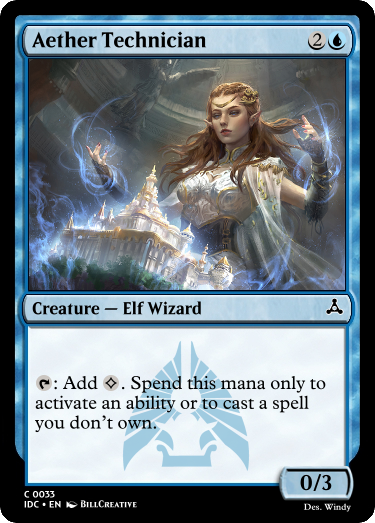 Aether Technician 2
Creature — Elf Wizard
: Add . Spend this mana only to
activate an ability or to cast a spell
you don't own.
0/3
C 0033
IDC • EN BillCreative
Des. Windy